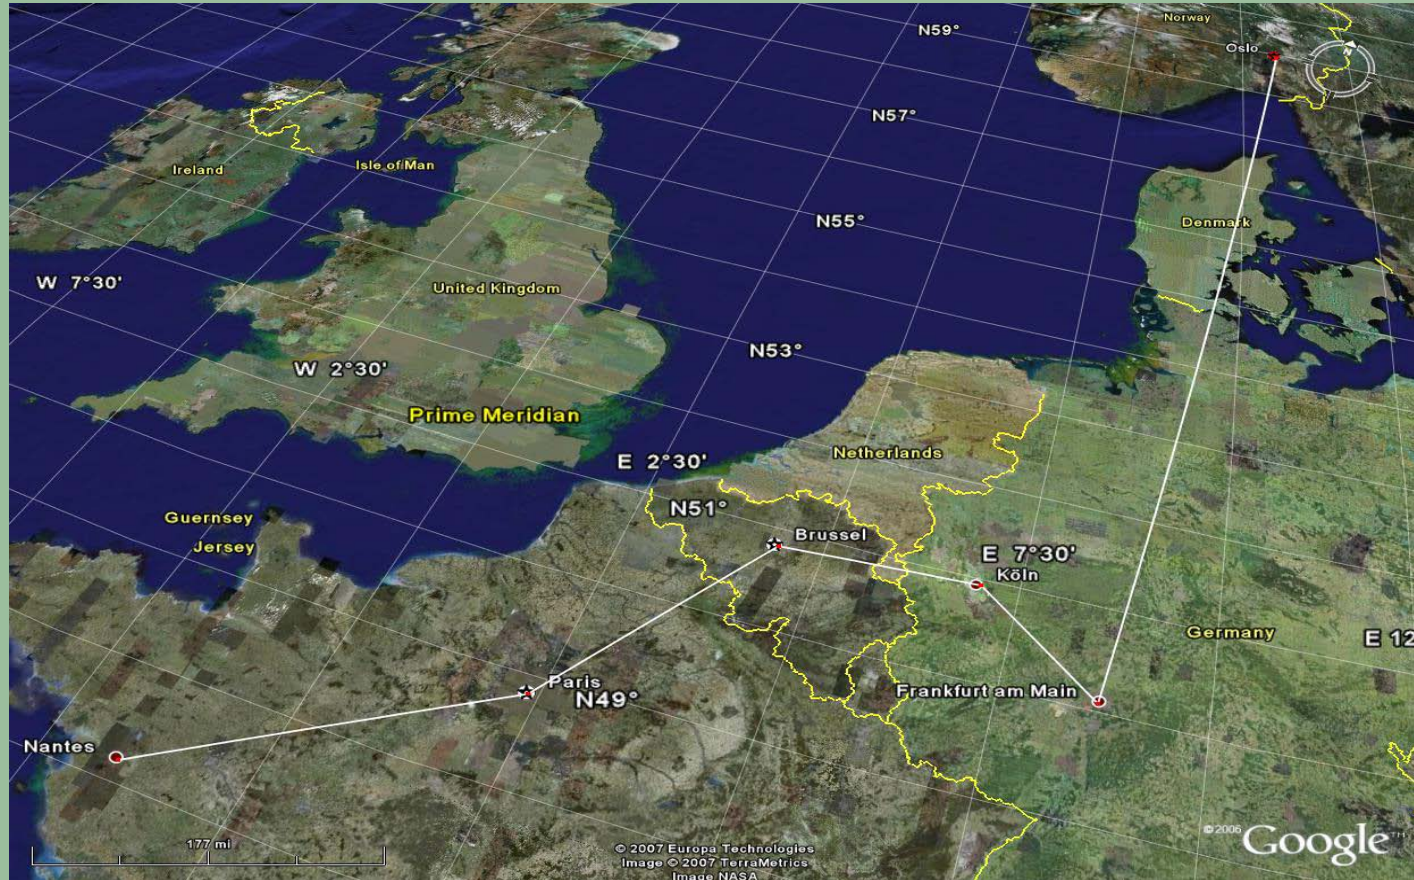 Norway
N59°
Oslo
N
N57°
Isle of Man
Ireland
N55°
Denmark
W 7°30'
United Kingdom
N53°
W 2°30'
Prime Meridian
Netherlands
E 2°30'
N51°
Guernsey
Brussel
Jersey
E 7°30'
Köln
Germany
E 12
Paris
Frankfurt am Main
N49°
Nantes
177 mi
© 2007 Europa Technologies
Image © 2007 TerraMetrics
Image NASA
©2006 Google™